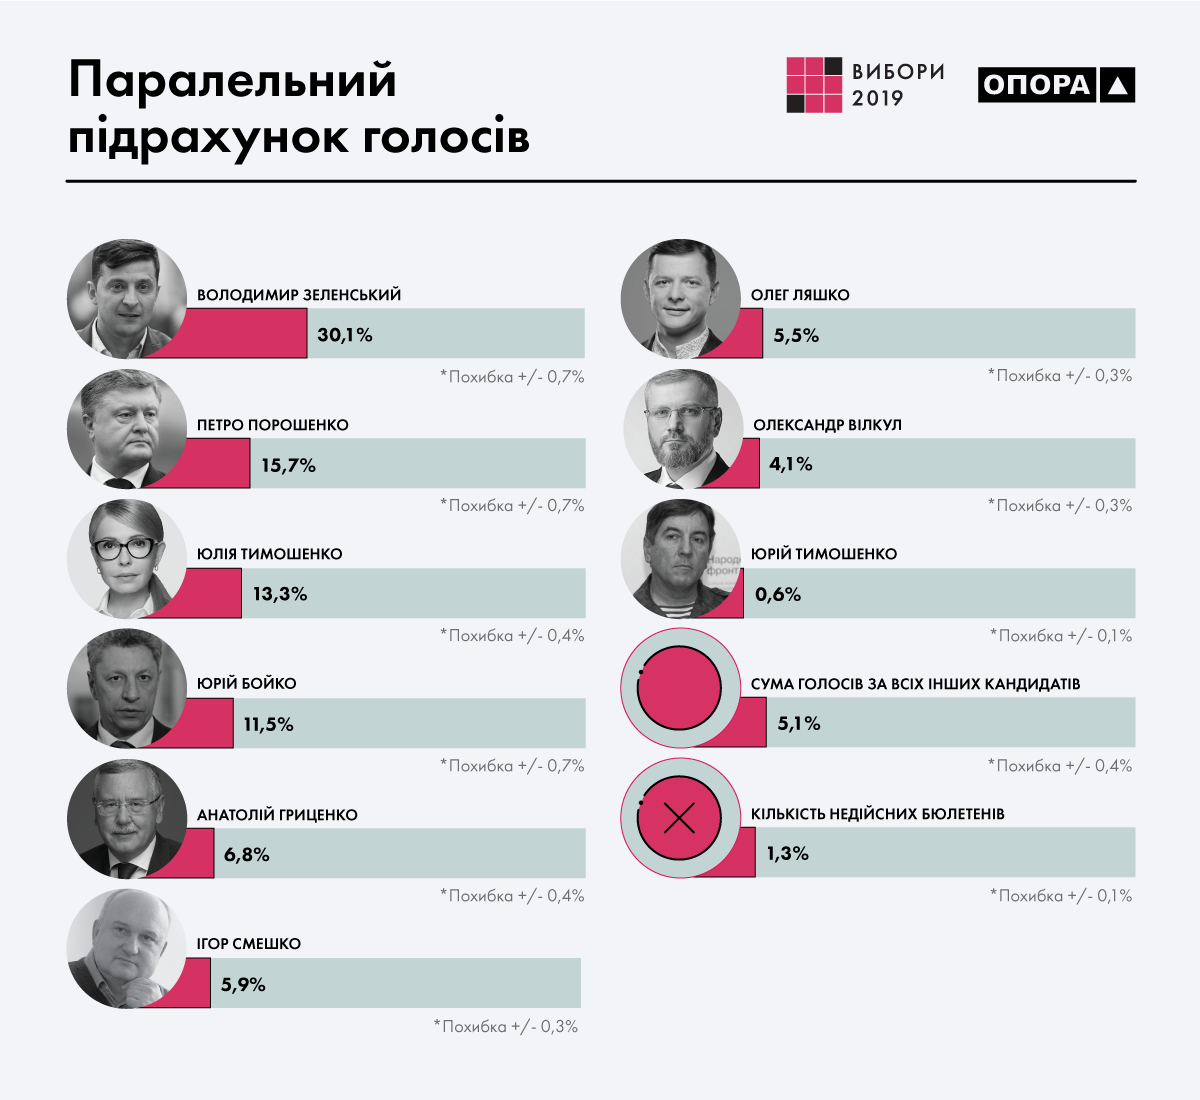 Паралельний
підрахунок голосів
ВИБОРИ
2019
ОПОРА
ВОЛОДИМИР ЗЕЛЕНСЬКИЙ
30,1%
*Похибка +/- 0,7%
ПЕТРО ПОРОШЕНКО
15,7%
*Похибка +/- 0,7%
ЮЛІЯ ТИМОШЕНКО
13,3%
*Похибка +/- 0,4%
ЮРІЙ БОЙКО
11,5%
*Похибка +/- 0,7%
АНАТОЛІЙ ГРИЦЕНКО
6,8%
*Похибка +/- 0,4%
ІГОР СМЕШКО
5,9%
*Похибка +/- 0,3%
ОЛЕГ ЛЯШКО
5,5%
*Похибка +/- 0,3%
ОЛЕКСАНДР ВІЛКУЛ
4,1%
*Похибка +/- 0,3%
Народн
фронт
ЮРІЙ ТИМОШЕНКО
0,6%
*Похибка +/- 0,1%
СУМА ГОЛОСІВ ЗА ВСІХ ІНШИХ КАНДИДАТІВ
5,1%
*Похибка +/- 0,4%
КІЛЬКІСТЬ НЕДІЙСНИХ БЮЛЕТЕНІВ
1,3%
*Похибка +/- 0,1%